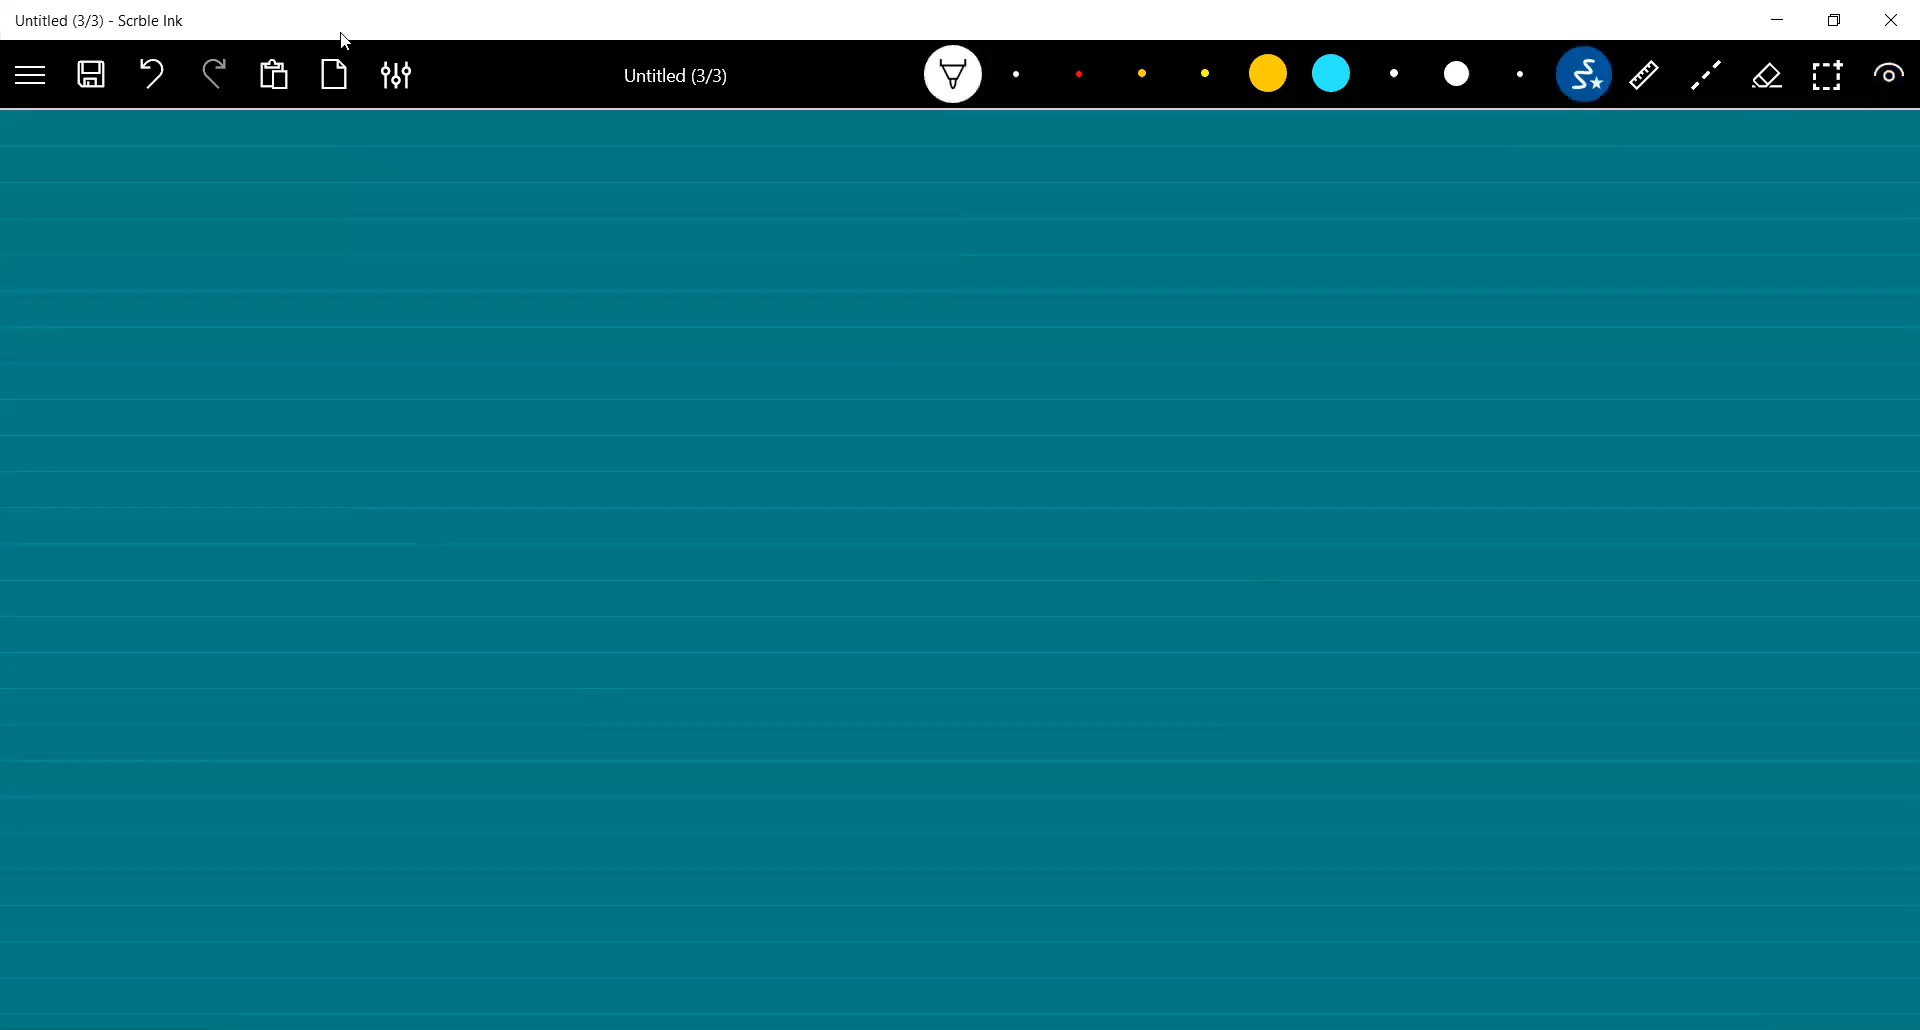 Untitled (3/3) - Scrble Ink
Untitled (3/3)